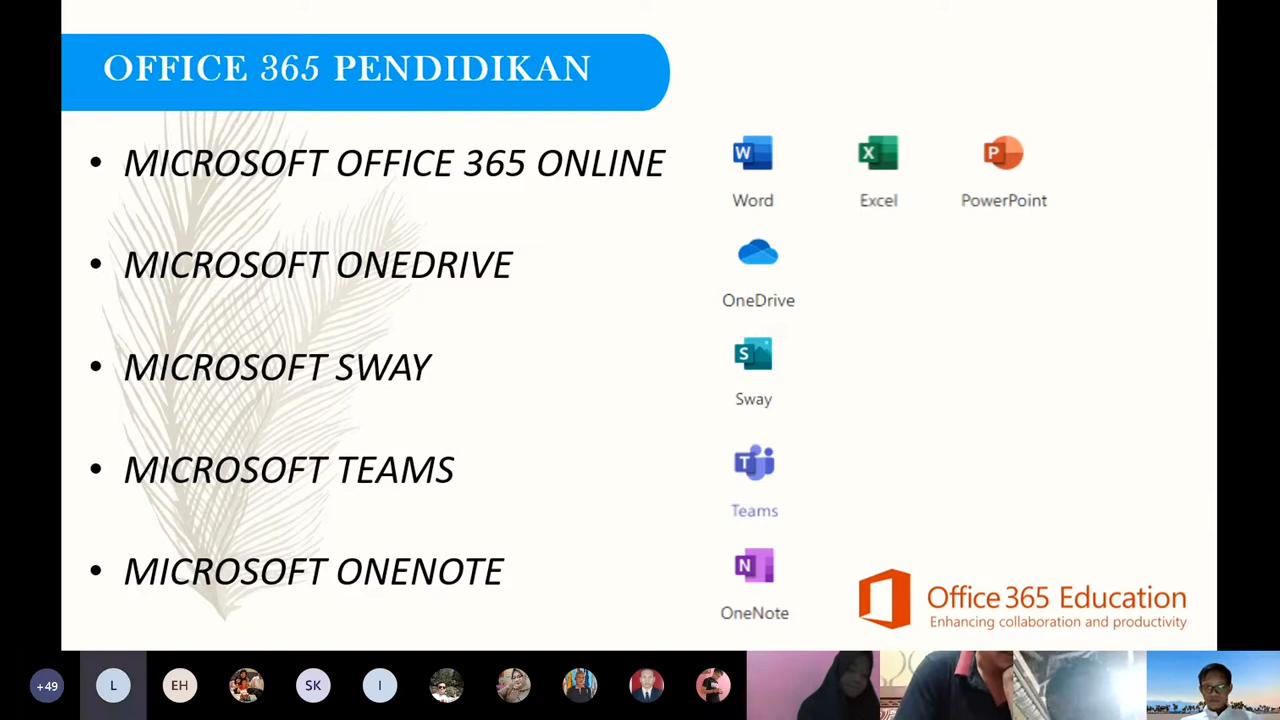 OFFICE 365 PENDIDIKAN
• MICROSOFT OFFICE 365 ONLINE
• MICROSOFT ONEDRIVE
• MICROSOFT SWAY
• MICROSOFT TEAMS
• MICROSOFT ONENOTE
W
X
P
Word
Excel
PowerPoint
OneDrive
S
Sway
T
Teams
N
OneNote
Office 365 Education
Enhancing collaboration and productivity
+49
L
EH
SK
I